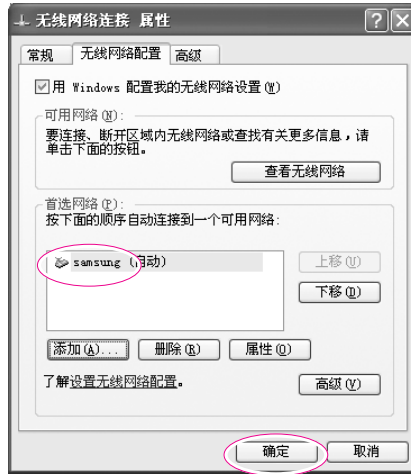 无线网络连接 属性
常规 无线网络配置 高级
用 Windows 配置我的无线网络设置(W)
可用网络(N):
要连接、断开区域内无线网络或查找有关更多信息，请
单击下面的按钮。
查看无线网络
首选网络(P):
按下面的顺序自动连接到一个可用网络:
samsung (自动)
上移(U)
下移(D)
添加(A)... 删除(R) 属性(O)
了解设置无线网络配置。
高级(V)
确定 取消